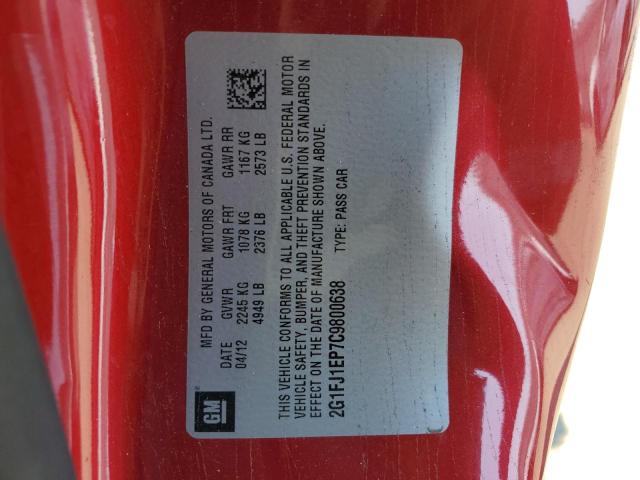 GM
MFD BY GENERAL MOTORS OF CANADA LTD.
DATE GVWR GAWR FRT GAWR RR
04/12 2245 KG 1078 KG 1167 KG
4949 LB 2376 LB 2573 LB
THIS VEHICLE CONFORMS TO ALL APPLICABLE U.S. FEDERAL MOTOR
VEHICLE SAFETY, BUMPER, AND THEFT PREVENTION STANDARDS IN
EFFECT ON THE DATE OF MANUFACTURE SHOWN ABOVE.
2G1FJ1EP7C9800638 TYPE: PASS CAR